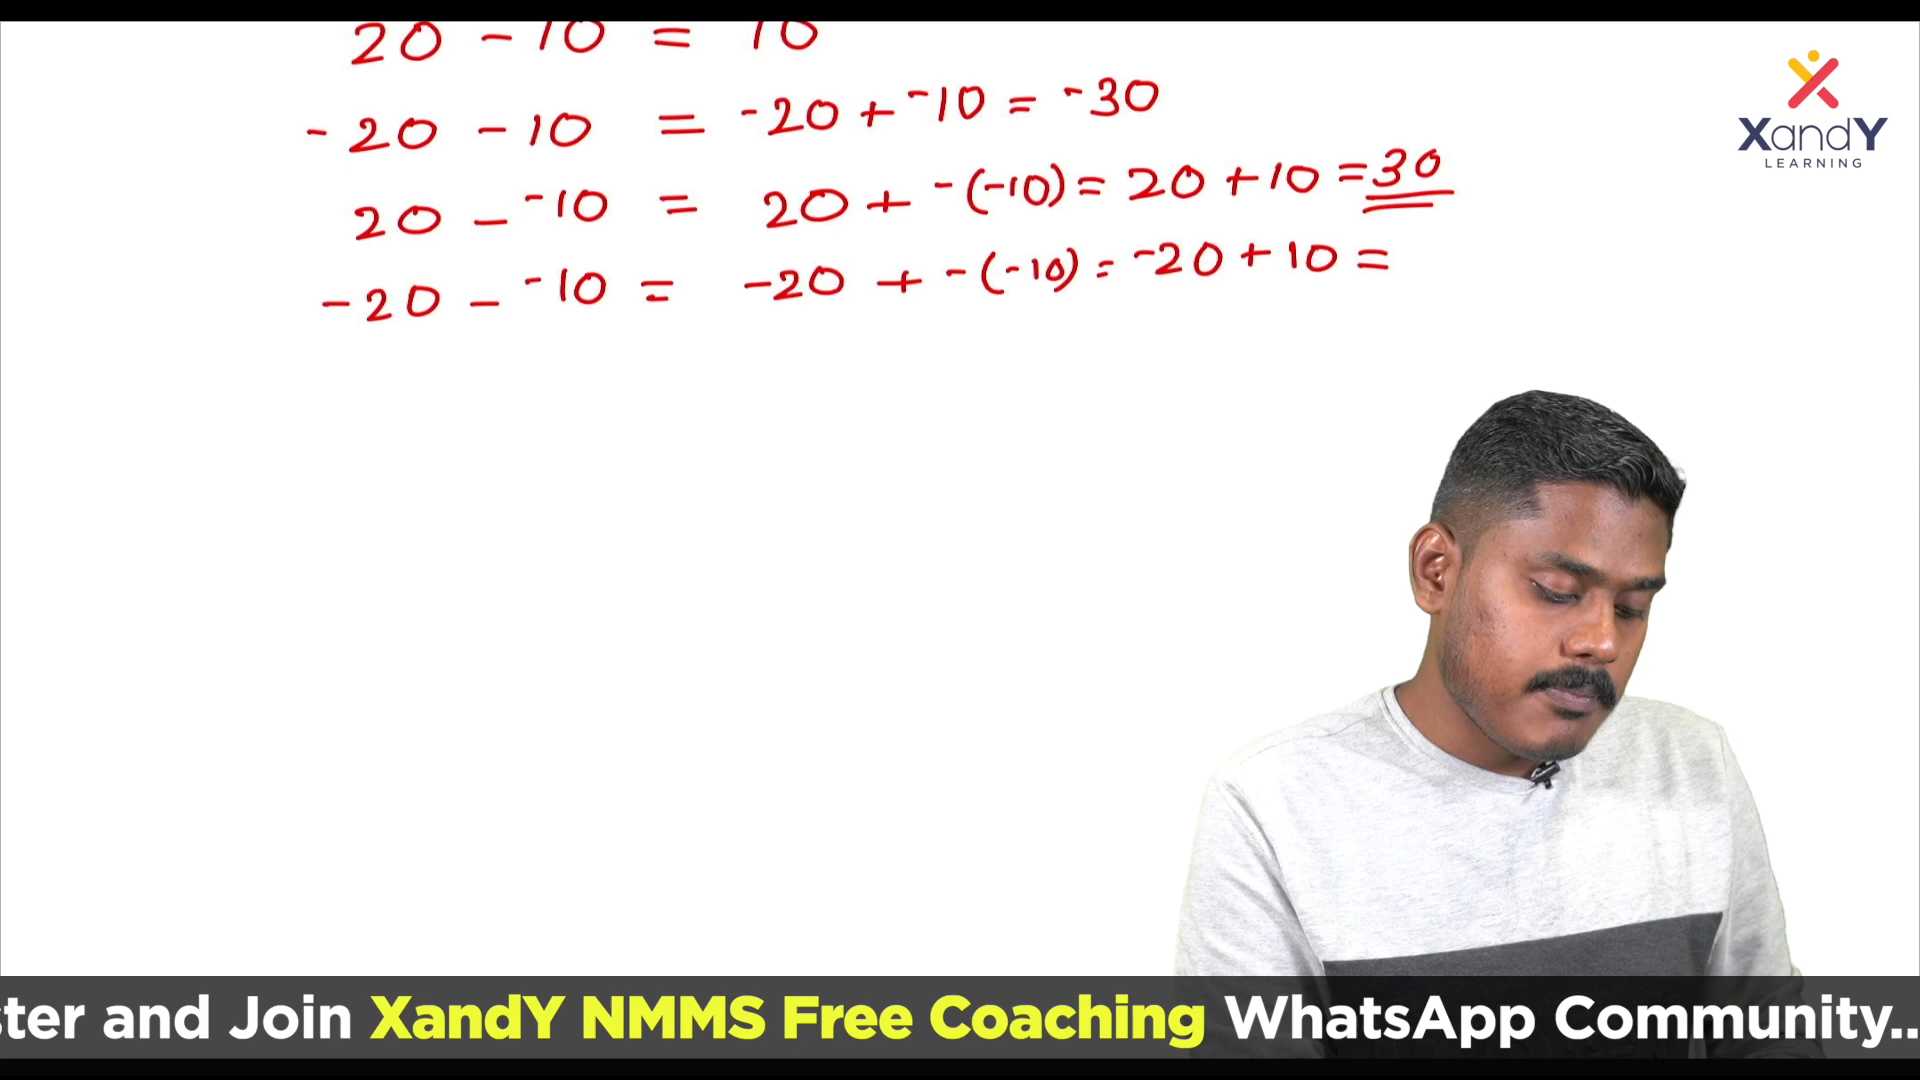 20 - 10 = 10
-20 - 10 = -20 + -10 = -30
20 - -10 = 20 + -(-10) = 20 + 10 = 30
-20 - -10 = -20 + -(-10) = -20 + 10 =
XandY
LEARNING
ster and Join XandY NMMS Free Coaching WhatsApp Community..